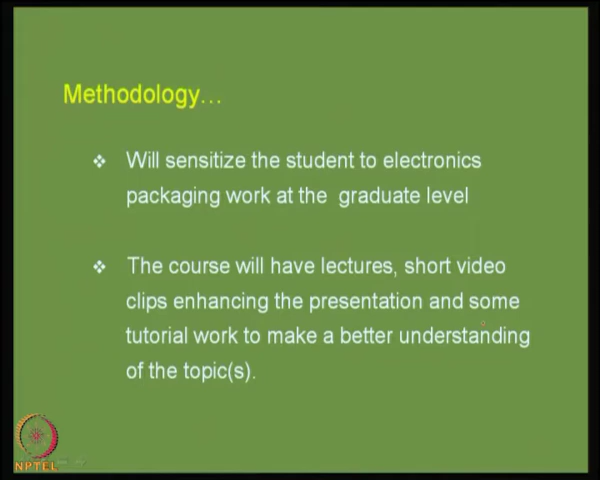 Methodology…
Will sensitize the student to electronics
packaging work at the graduate level
The course will have lectures, short video
clips enhancing the presentation and some
tutorial work to make a better understanding
of the topic(s).
NPTEL